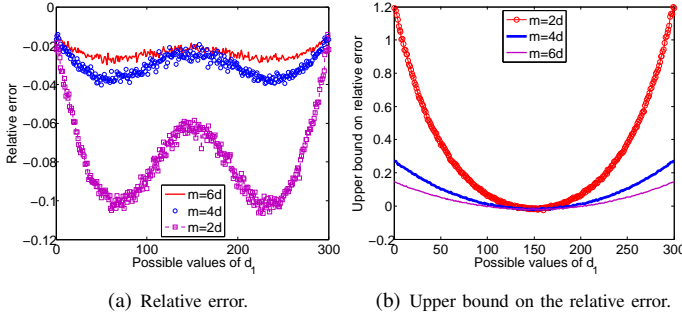 0
−0.02
−0.04
−0.06
−0.08
−0.1
−0.12
Relative error
0
100
200
300
Possible values of d₁
m=6d
m=4d
m=2d
(a) Relative error.
1.2
1
0.8
0.6
0.4
0.2
0
−0.2
Upper bound on relative error
0
100
50
150
200
250
300
Possible values of d₁
m=2d
m=4d
m=6d
(b) Upper bound on the relative error.